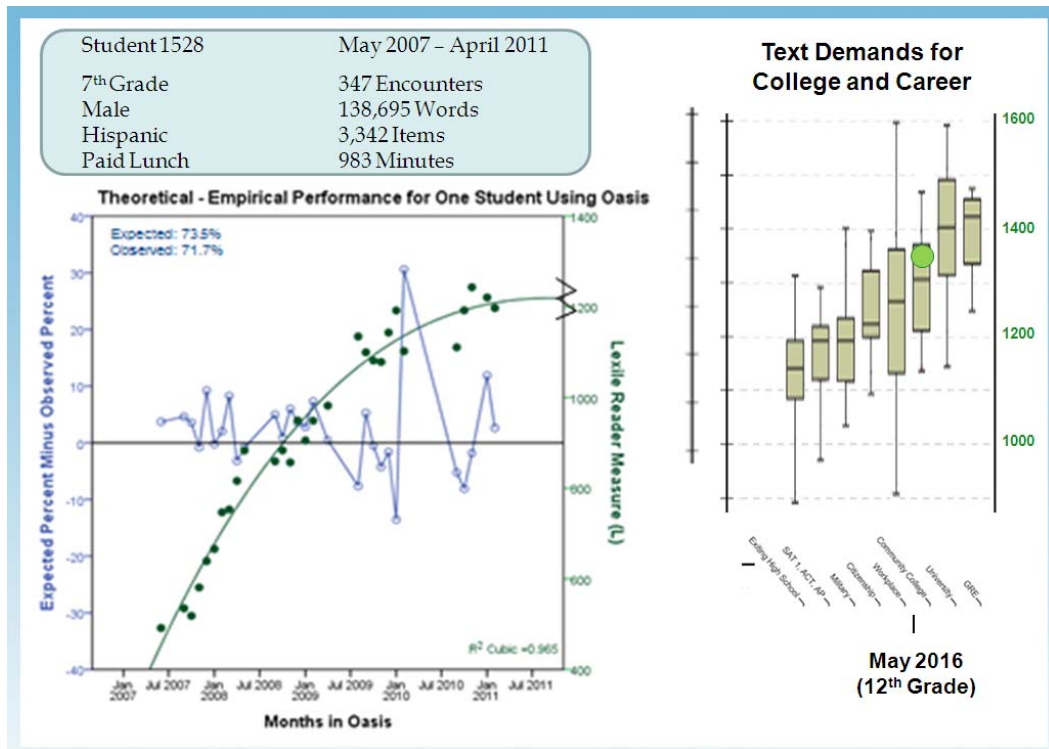 Student 1528 May 2007 – April 2011
7th Grade 347 Encounters
Male 138,695 Words
Hispanic 3,342 Items
Paid Lunch 983 Minutes
Theoretical - Empirical Performance for One Student Using Oasis
Expected: 73.5%
Observed: 71.7%
Expected Percent Minus Observed Percent
40
30
20
10
0
-10
-20
-30
-40
1400
1200
1000
800
600
400
Lexile Reader Measure (L)
R² Cubic =0.965
Jan 2007
Jul 2007
Jan 2008
Jul 2008
Jan 2009
Jul 2009
Jan 2010
Jul 2010
Jan 2011
Jul 2011
Months in Oasis
Text Demands for
College and Career
1600
1400
1200
1000
Exiting High School
SAT 1, ACT, AP
Military
Citizenship
Workplace
Community College
University
GRE
May 2016
(12th Grade)